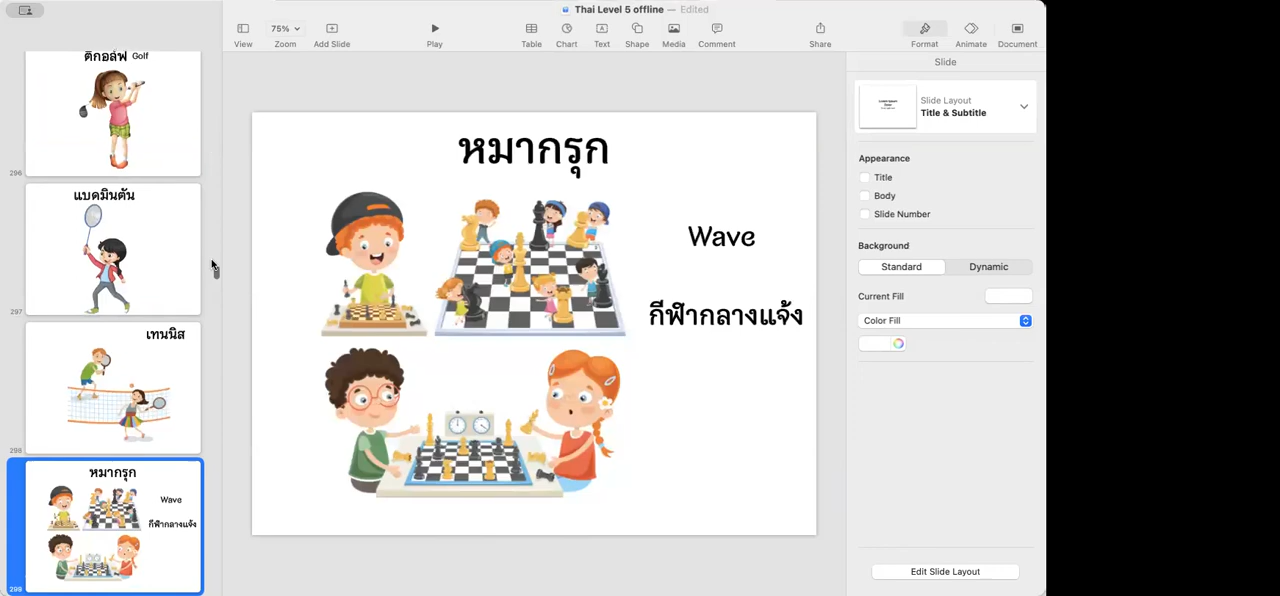 Thai Level 5 offline — Edited
75%
View
Zoom
Add Slide
Play
Table
Chart
Text
Shape
Media
Comment
Share
Format
Animate
Document
ตีกอล์ฟ Golf
296
แบดมินตัน
297
เทนนิส
298
หมากรุก
Wave
กีฬากลางแจ้ง
298
หมากรุก
Wave
กีฬากลางแจ้ง
Slide
Slide Layout
Title & Subtitle
Appearance
Title
Body
Slide Number
Background
Standard
Dynamic
Current Fill
Color Fill
Edit Slide Layout